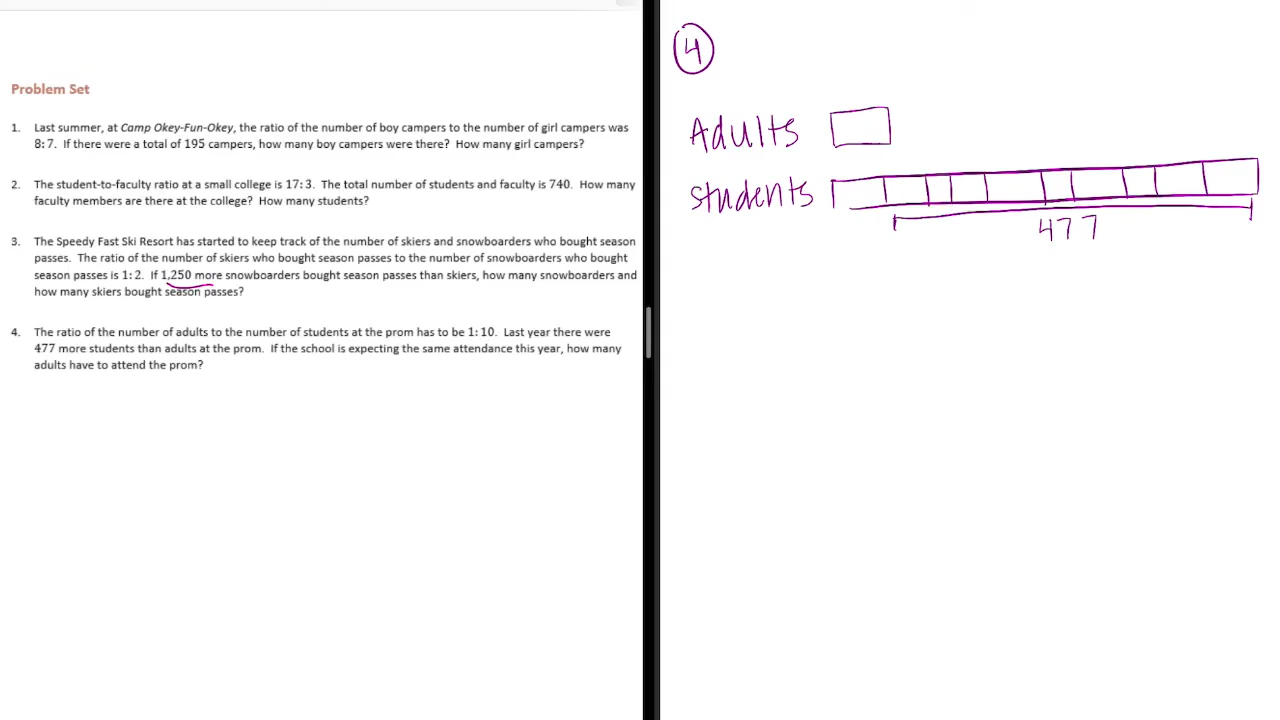 Problem Set
1. Last summer, at Camp Okey-Fun-Okey, the ratio of the number of boy campers to the number of girl campers was
8:7. If there were a total of 195 campers, how many boy campers were there? How many girl campers?
2. The student-to-faculty ratio at a small college is 17:3. The total number of students and faculty is 740. How many
faculty members are there at the college? How many students?
3. The Speedy Fast Ski Resort has started to keep track of the number of skiers and snowboarders who bought season
passes. The ratio of the number of skiers who bought season passes to the number of snowboarders who bought
season passes is 1:2. If 1,250 more snowboarders bought season passes than skiers, how many snowboarders and
how many skiers bought season passes?
4. The ratio of the number of adults to the number of students at the prom has to be 1:10. Last year there were
477 more students than adults at the prom. If the school is expecting the same attendance this year, how many
adults have to attend the prom?
4
Adults
students
477